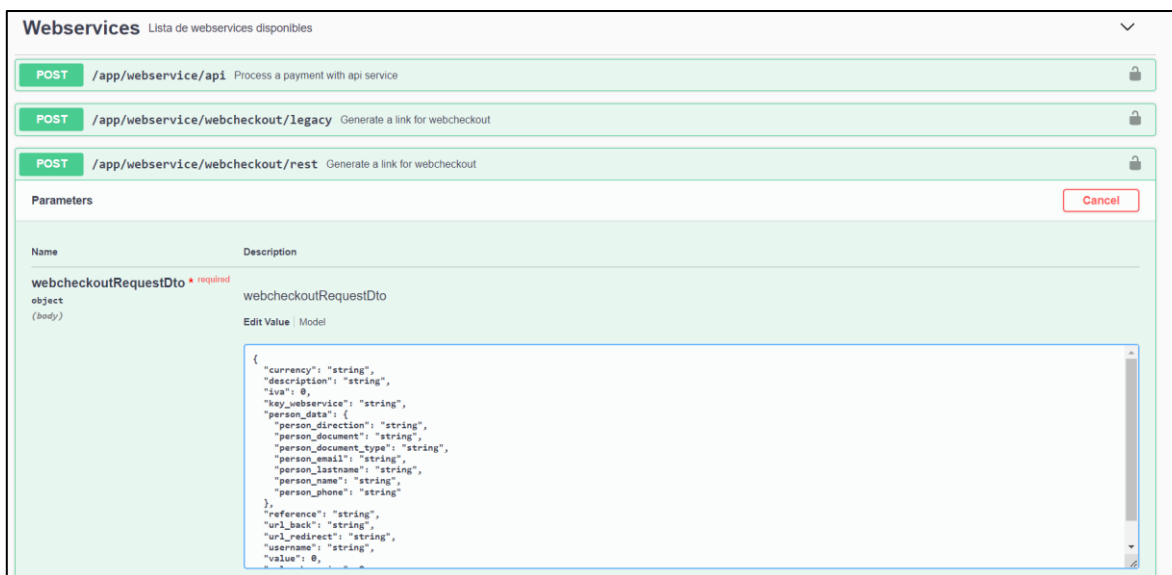 Webservices Lista de webservices disponibles
POST /app/webservice/api Process a payment with api service
POST /app/webservice/webcheckout/legacy Generate a link for webcheckout
POST /app/webservice/webcheckout/rest Generate a link for webcheckout
Parameters Cancel
Name Description
webcheckoutRequestDto * required
object
(body)
webcheckoutRequestDto
Edit Value | Model
{
"currency": "string",
"description": "string",
"iva": 0,
"key_webservice": "string",
"person_data": {
"person_direction": "string",
"person_document": "string",
"person_document_type": "string",
"person_email": "string",
"person_lastname": "string",
"person_name": "string",
"person_phone": "string"
},
"reference": "string",
"url_back": "string",
"url_redirect": "string",
"username": "string",
"value": 0,